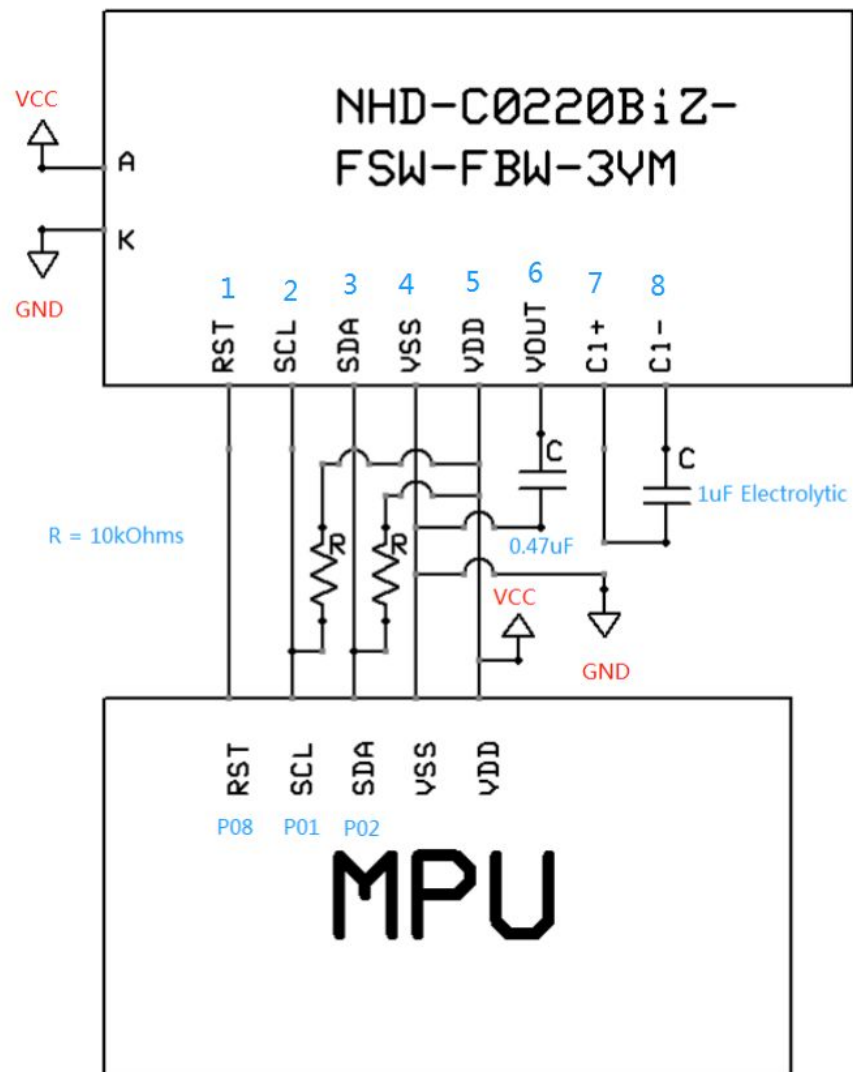 NHD-C0220BiZ-
FSW-FBW-3VM
VCC
A
K
GND
1 2 3 4 5 6 7 8
RST SCL SDA VSS VDD VOUT C1+ C1-
C
C
1uF Electrolytic
R = 10kOhms
R
R
0.47uF
VCC
GND
RST SCL SDA VSS VDD
P08 P01 P02
MPU